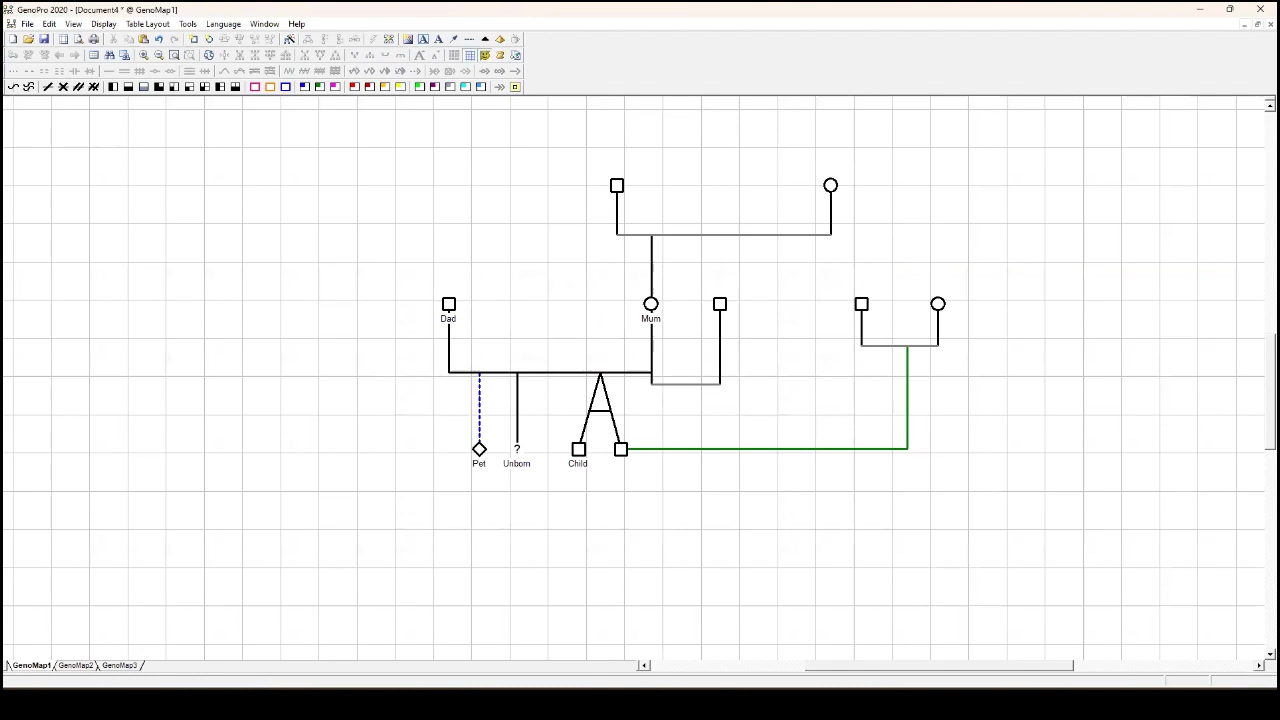 GenoPro 2020 - [Document4 * @ GenoMap1]
File Edit View Display Table Layout Tools Language Window Help
Dad Mum
?
Pet Unborn Child
GenoMap1 GenoMap2 GenoMap3